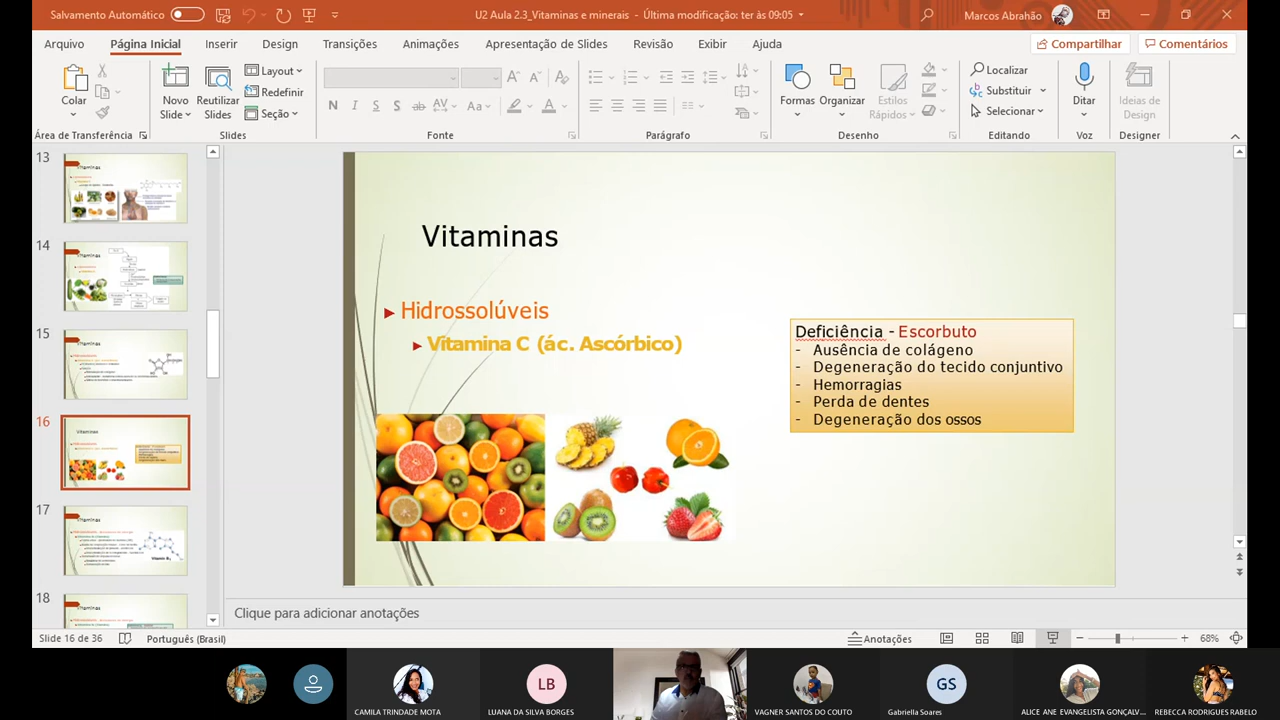 Salvamento Automático
U2 Aula 2.3_Vitaminas e minerais - Última modificação: ter às 09:05
Marcos Abrahão
Arquivo Página Inicial Inserir Design Transições Animações Apresentação de Slides Revisão Exibir Ajuda Compartilhar Comentários
Colar
Novo Slide
Reutilizar Slides
Layout
Redefinir
Seção
Formas
Organizar
Estilos Rápidos
Localizar
Substituir
Selecionar
Ditar
Ideias de Design
Área de Transferência Slides Fonte Parágrafo Desenho Editando Voz Designer
13
Vitaminas
14
Vitaminas
15
Vitaminas
16
Vitaminas
17
Vitaminas
18
Vitaminas
Vitaminas
Hidrossolúveis
Vitamina C (ác. Ascórbico)
Deficiência - Escorbuto
Ausência de colágeno
- Degeneração do tecido conjuntivo
- Hemorragias
- Perda de dentes
- Degeneração dos ossos
Clique para adicionar anotações
Slide 16 de 36 Português (Brasil) Anotações 68%
CAMILA TRINDADE MOTA
LB
LUANA DA SILVA BORGES
VAGNER SANTOS DO COUTO
GS
Gabriella Soares
ALICE ANE EVANGELISTA GONÇALV...
REBECCA RODRIGUES RABELO